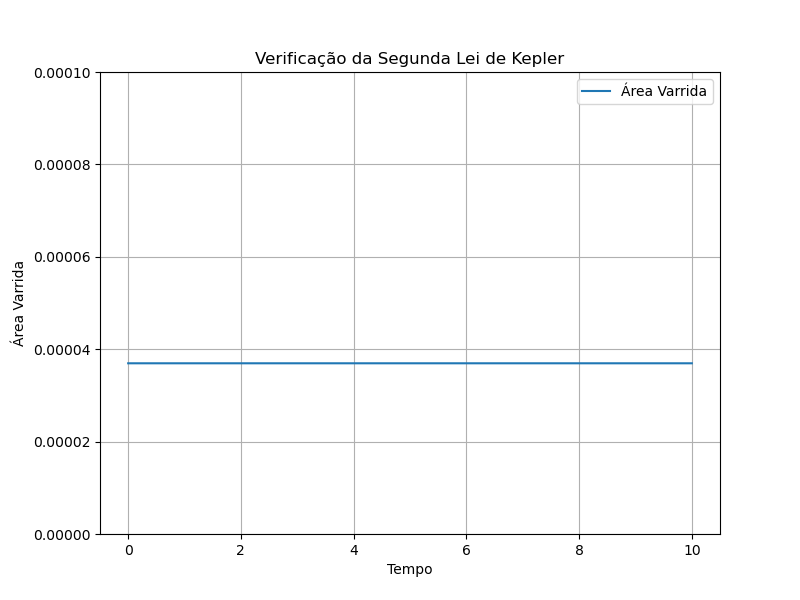 Verificação da Segunda Lei de Kepler
Área Varrida
0.00010
0.00008
0.00006
0.00004
0.00002
0.00000
Área Varrida
0 2 4 6 8 10
Tempo